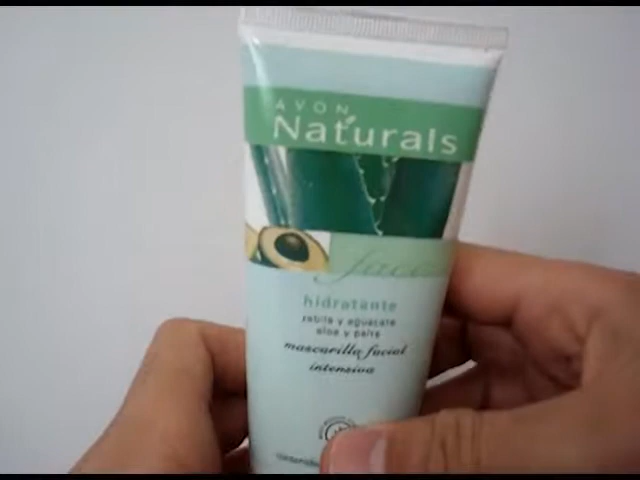 AVON
Naturals
face
hidratante
sábila y aguacate
aloe y palta
mascarilla facial
intensiva